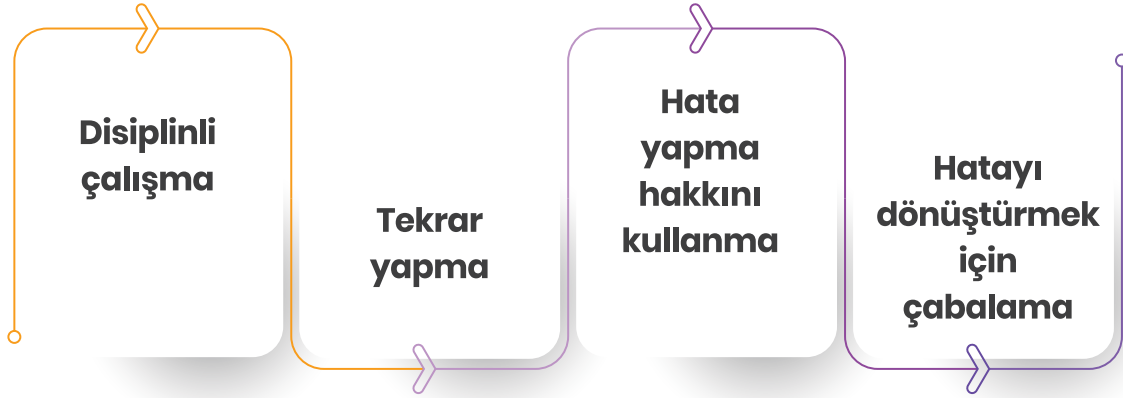 Disiplinli
çalışma
Tekrar
yapma
Hata
yapma
hakkını
kullanma
Hatayı
dönüştürmek
için
çabalama